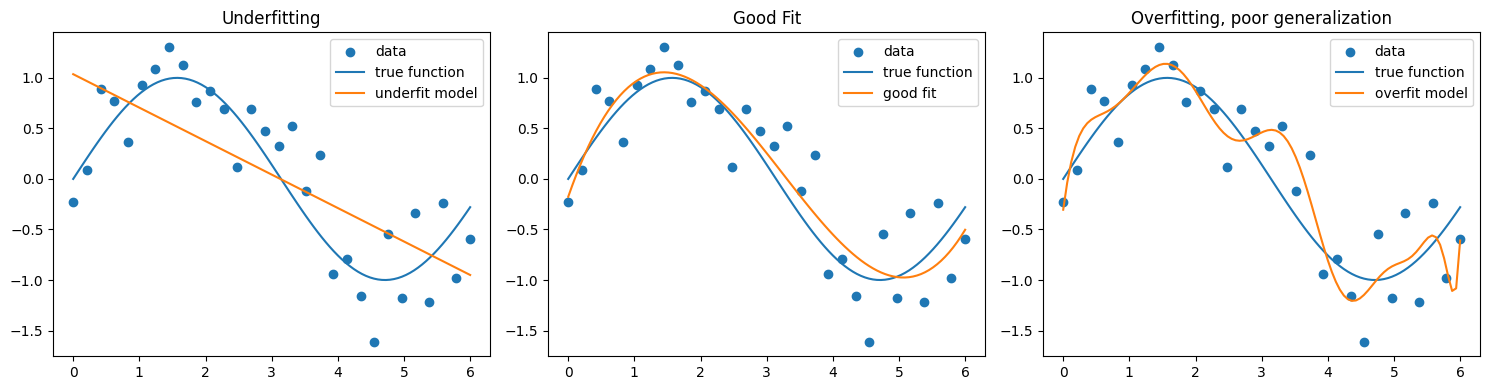 Underfitting
data
true function
underfit model
1.0
0.5
0.0
−0.5
−1.0
−1.5
0 1 2 3 4 5 6
Good Fit
data
true function
good fit
1.0
0.5
0.0
−0.5
−1.0
−1.5
0 1 2 3 4 5 6
Overfitting, poor generalization
data
true function
overfit model
1.0
0.5
0.0
−0.5
−1.0
−1.5
0 1 2 3 4 5 6